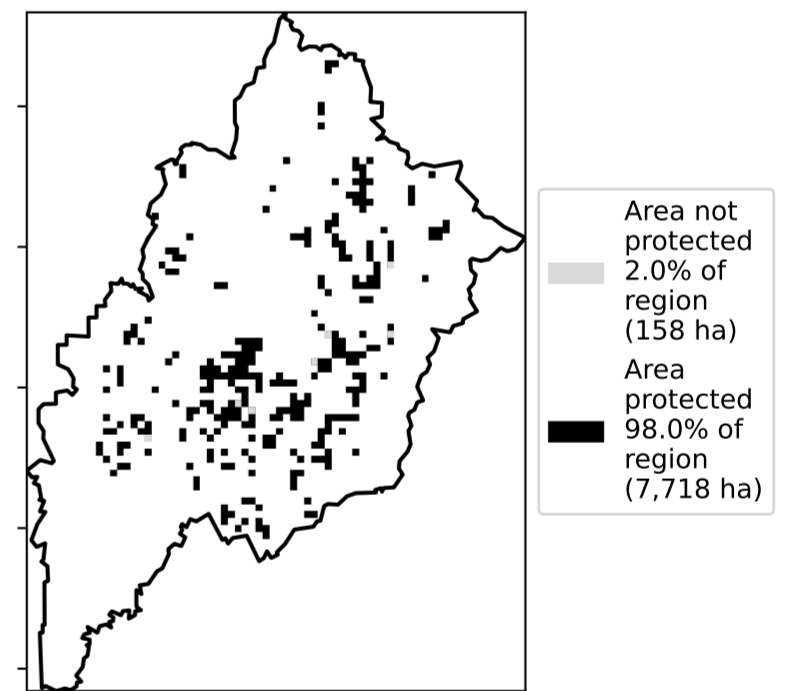 Area not
protected
2.0% of
region
(158 ha)
Area
protected
98.0% of
region
(7,718 ha)